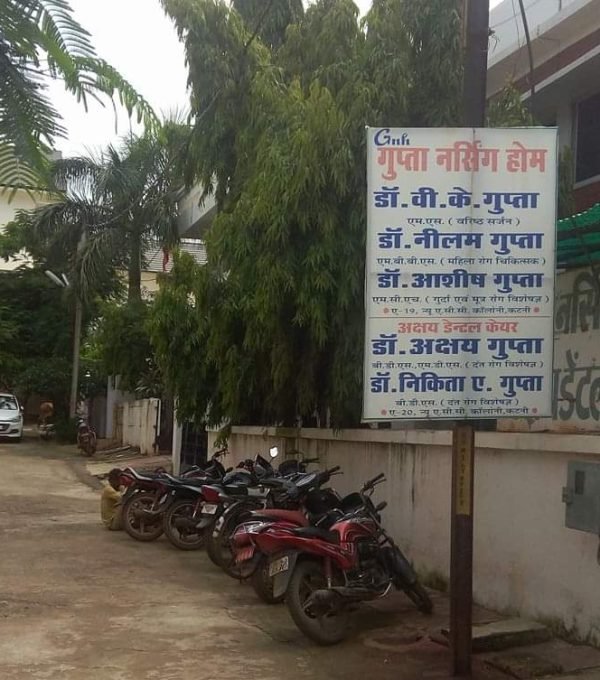 Gnh
गुप्ता नर्सिंग होम
डॉ. वी. के. गुप्ता
एम.एस. ( वरिष्ठ सर्जन )
डॉ. नीलम गुप्ता
एम.बी.बी.एस. ( महिला रोग चिकित्सक )
डॉ. आशीष गुप्ता
एम.सी.एच. ( गुर्दा एवं मूत्र रोग विशेषज्ञ )
ए-19, न्यू ए.सी.सी. कॉलोनी, कटनी
अक्षय डेन्टल केयर
डॉ. अक्षय गुप्ता
बी.डी.एस., एम.डी.एस. ( दंत रोग विशेषज्ञ )
डॉ. निकिता ए. गुप्ता
बी.डी.एस. ( दंत रोग विशेषज्ञ )
ए-20, न्यू ए.सी.सी. कॉलोनी, कटनी